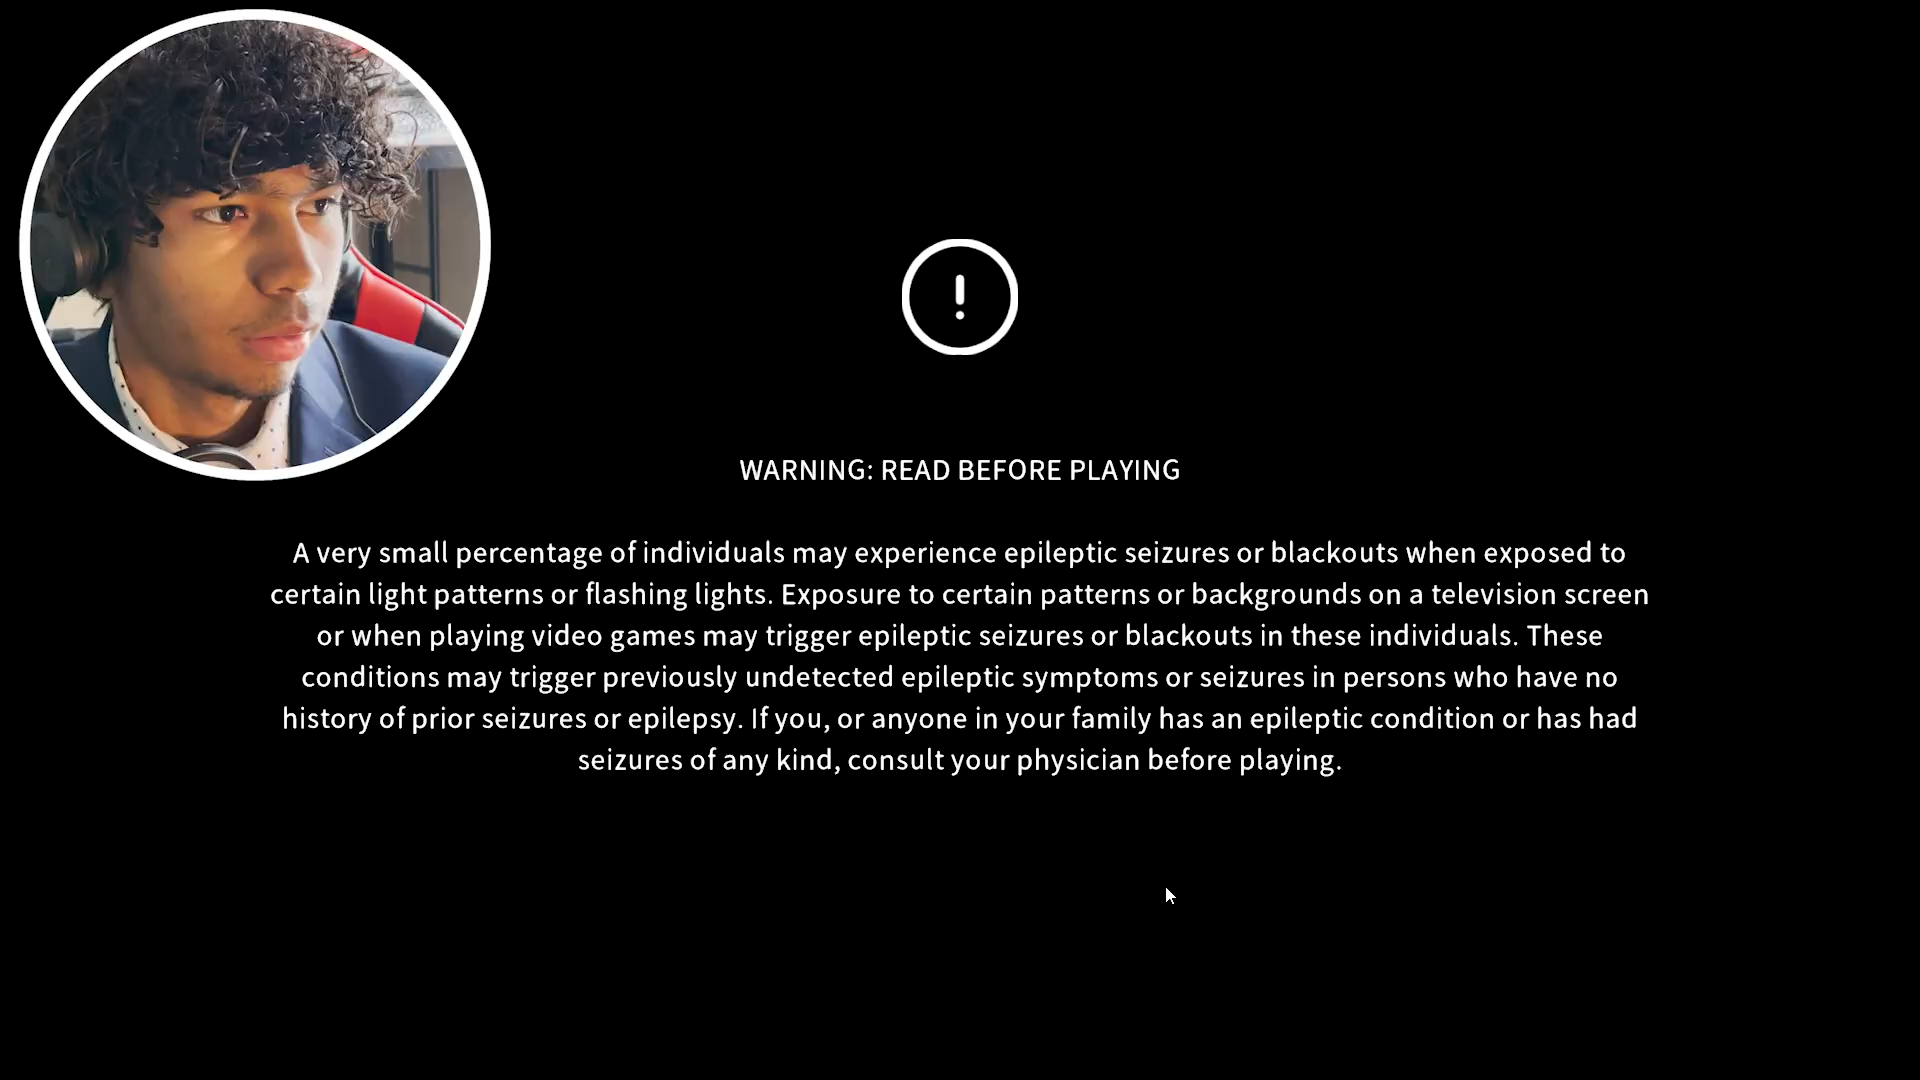 WARNING: READ BEFORE PLAYING
A very small percentage of individuals may experience epileptic seizures or blackouts when exposed to
certain light patterns or flashing lights. Exposure to certain patterns or backgrounds on a television screen
or when playing video games may trigger epileptic seizures or blackouts in these individuals. These
conditions may trigger previously undetected epileptic symptoms or seizures in persons who have no
history of prior seizures or epilepsy. If you, or anyone in your family has an epileptic condition or has had
seizures of any kind, consult your physician before playing.